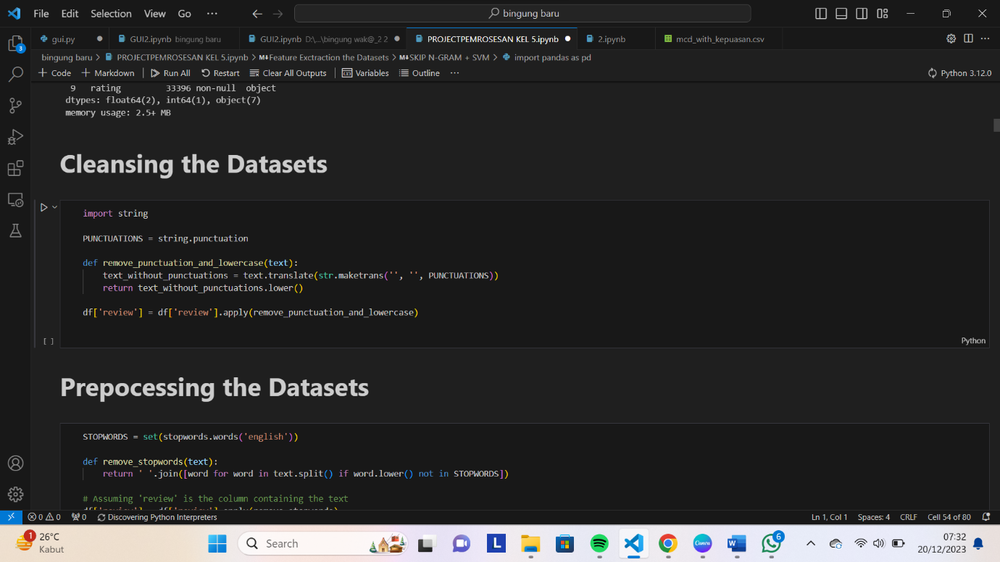 File Edit Selection View Go ··· bingung baru
gui.py GUI2.ipynb bingung baru GUI2.ipynb D:\...\bingung wak@_2 2 PROJECTPEMROSESAN KEL 5.ipynb 2.ipynb mcd_with_kepuasan.csv
bingung baru > PROJECTPEMROSESAN KEL 5.ipynb > M↓Feature Exctraction the Datasets > M↓SKIP N-GRAM + SVM > import pandas as pd
+ Code + Markdown | Run All Restart Clear All Outputs | Variables Outline ··· Python 3.12.0
9 rating 33396 non-null object
dtypes: float64(2), int64(1), object(7)
memory usage: 2.5+ MB
Cleansing the Datasets
import string
PUNCTUATIONS = string.punctuation
def remove_punctuation_and_lowercase(text):
text_without_punctuations = text.translate(str.maketrans('', '', PUNCTUATIONS))
return text_without_punctuations.lower()
df['review'] = df['review'].apply(remove_punctuation_and_lowercase)
[ ] Python
Prepocessing the Datasets
STOPWORDS = set(stopwords.words('english'))
def remove_stopwords(text):
return ' '.join([word for word in text.split() if word.lower() not in STOPWORDS])
# Assuming 'review' is the column containing the text
df['review'] = df['review'].apply(remove_stopwords)
0 0 0 Discovering Python Interpreters Ln 1, Col 1 Spaces: 4 CRLF Cell 54 of 80
3
1 26°C
Kabut
Search
L
Canva
6
07:32
20/12/2023